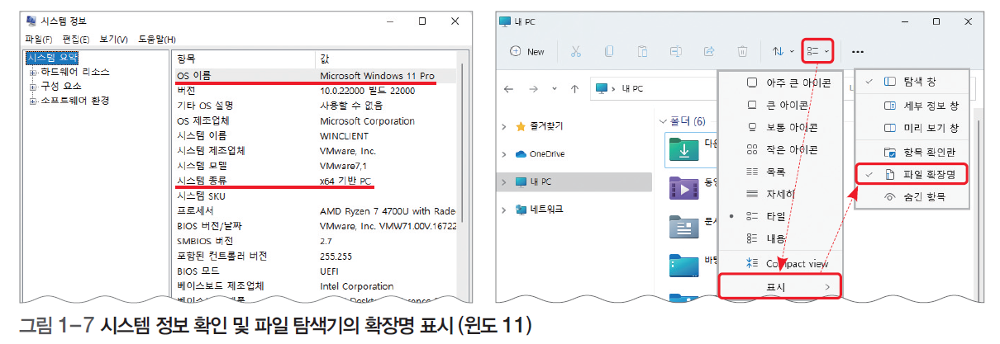 시스템 정보
파일(F) 편집(E) 보기(V) 도움말(H)
시스템 요약
하드웨어 리소스
구성 요소
소프트웨어 환경
항목 값
OS 이름 Microsoft Windows 11 Pro
버전 10.0.22000 빌드 22000
기타 OS 설명 사용할 수 없음
OS 제조업체 Microsoft Corporation
시스템 이름 WINCLIENT
시스템 제조업체 VMware, Inc.
시스템 모델 VMware7,1
시스템 종류 x64 기반 PC
시스템 SKU
프로세서 AMD Ryzen 7 4700U with Rade
BIOS 버전/날짜 VMware, Inc. VMW71.00V.16722
SMBIOS 버전 2.7
포함된 컨트롤러 버전 255.255
BIOS 모드 UEFI
베이스보드 제조업체 Intel Corporation
내 PC
New
내 PC
즐겨찾기
OneDrive
내 PC
네트워크
폴더 (6)
다운
동영
문서
바탕
아주 큰 아이콘
큰 아이콘
보통 아이콘
작은 아이콘
목록
자세히
타일
내용
Compact view
표시
탐색 창
세부 정보 창
미리 보기 창
항목 확인란
파일 확장명
숨긴 항목
그림 1-7 시스템 정보 확인 및 파일 탐색기의 확장명 표시(윈도 11)